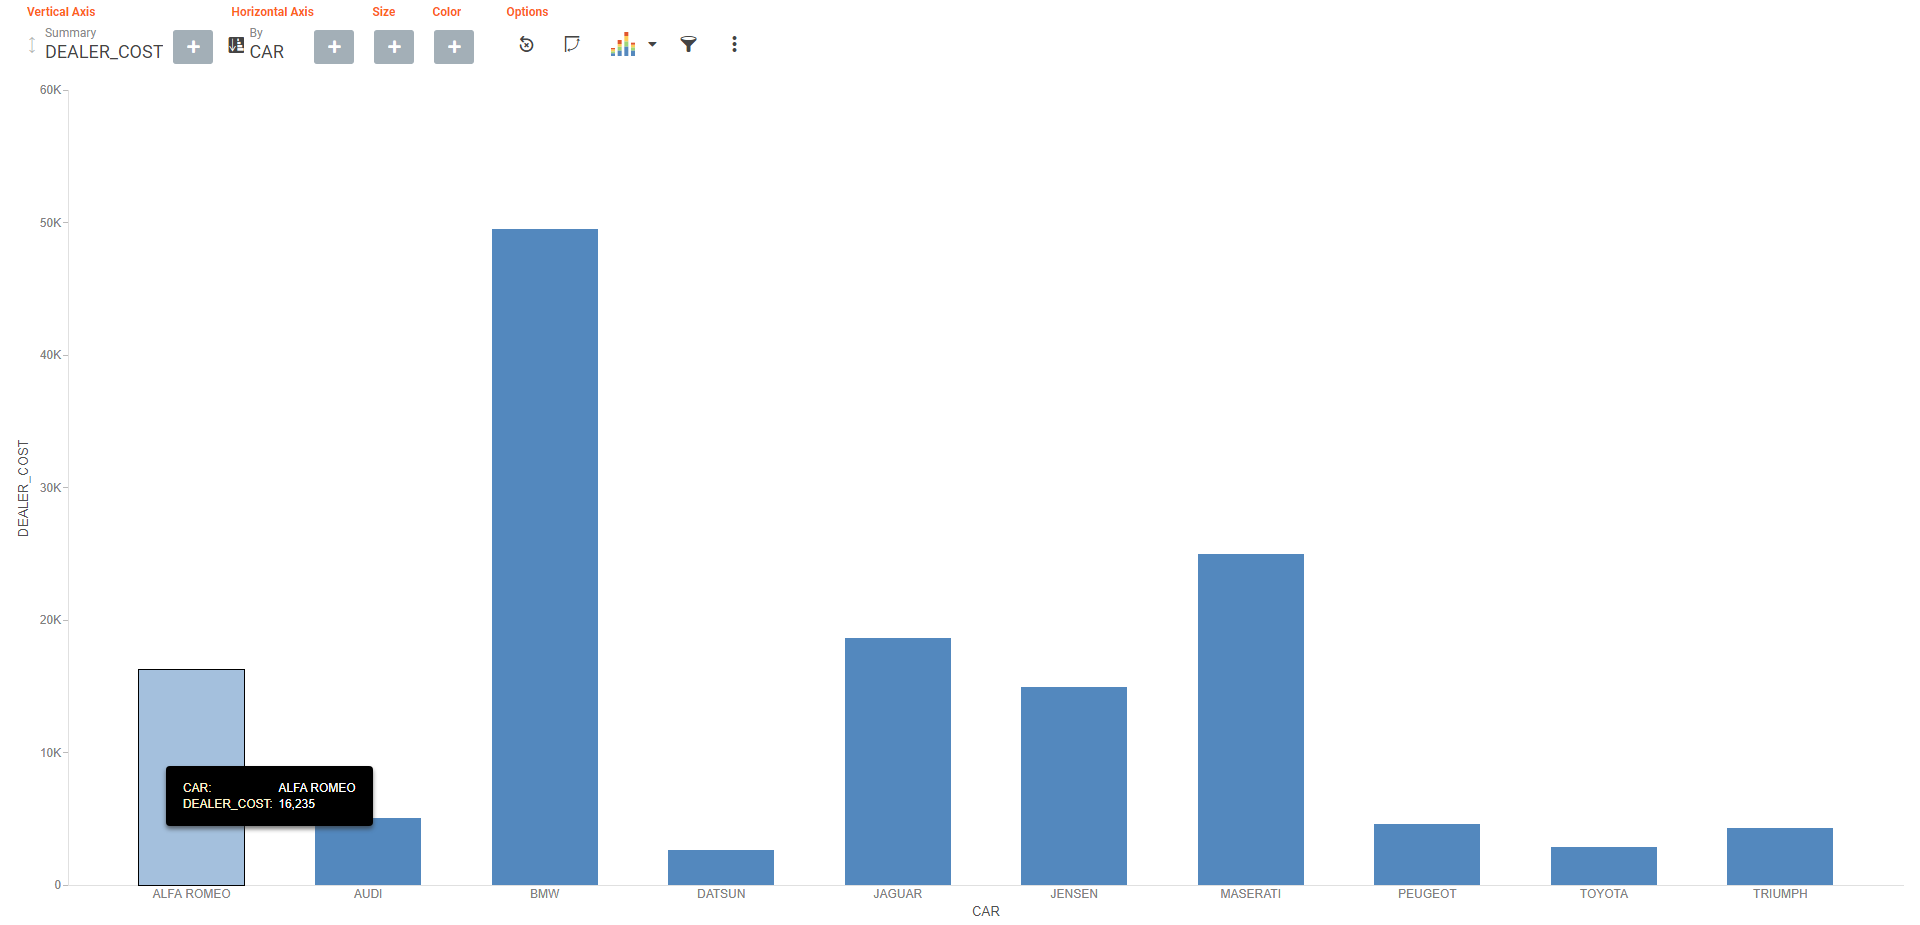 Vertical Axis Horizontal Axis Size Color Options
Summary By
DEALER_COST + CAR + + +
60K
50K
40K
30K
20K
10K
0
DEALER_COST
CAR: ALFA ROMEO
DEALER_COST: 16,235
ALFA ROMEO AUDI BMW DATSUN JAGUAR JENSEN MASERATI PEUGEOT TOYOTA TRIUMPH
CAR